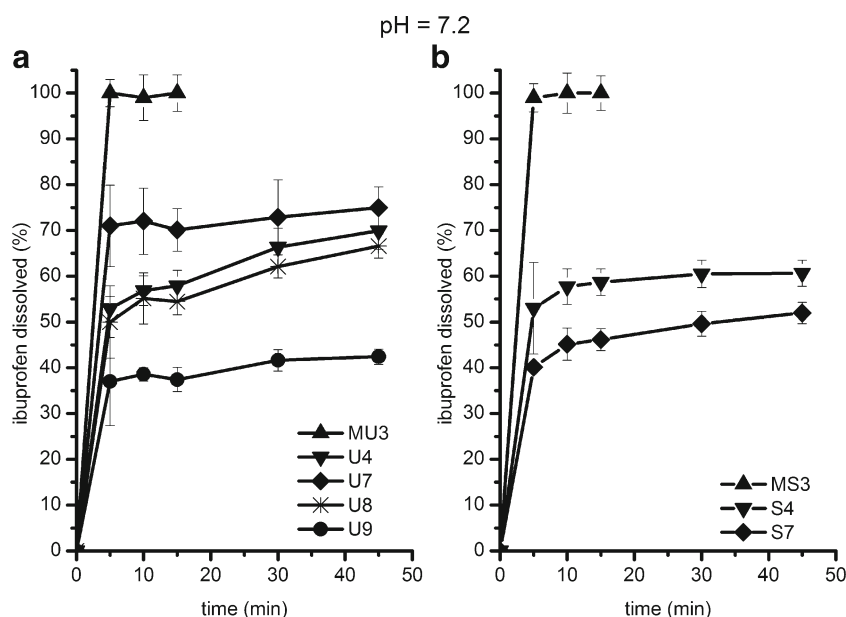 pH = 7.2
a
100
90
80
70
60
50
40
30
20
10
0
ibuprofen dissolved (%)
MU3
U4
U7
U8
U9
0 10 20 30 40 50
time (min)
b
100
90
80
70
60
50
40
30
20
10
0
ibuprofen dissolved (%)
MS3
S4
S7
0 10 20 30 40 50
time (min)